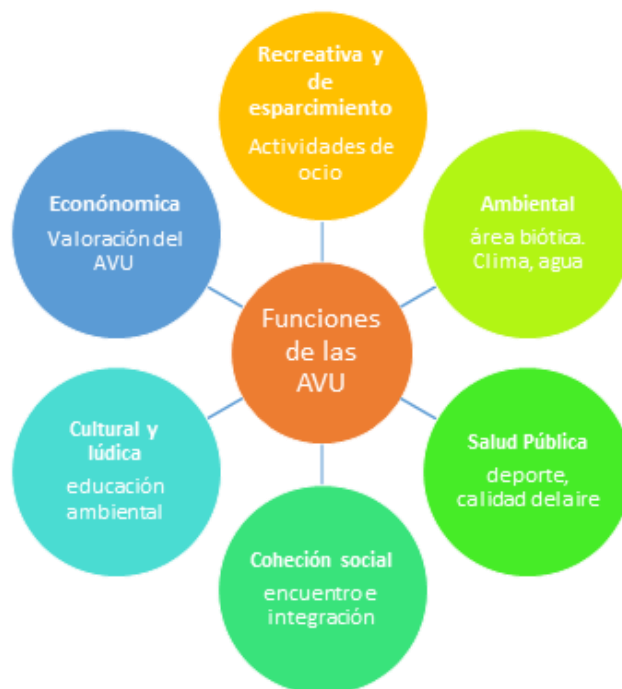 Recreativa y
de
esparcimiento
Actividades de
ocio
Ambiental
área biótica.
Clima, agua
Salud Pública
deporte,
calidad delaire
Coheción social
encuentro e
integración
Cultural y
lúdica
educación
ambiental
Econónomica
Valoración del
AVU
Funciones
de las
AVU